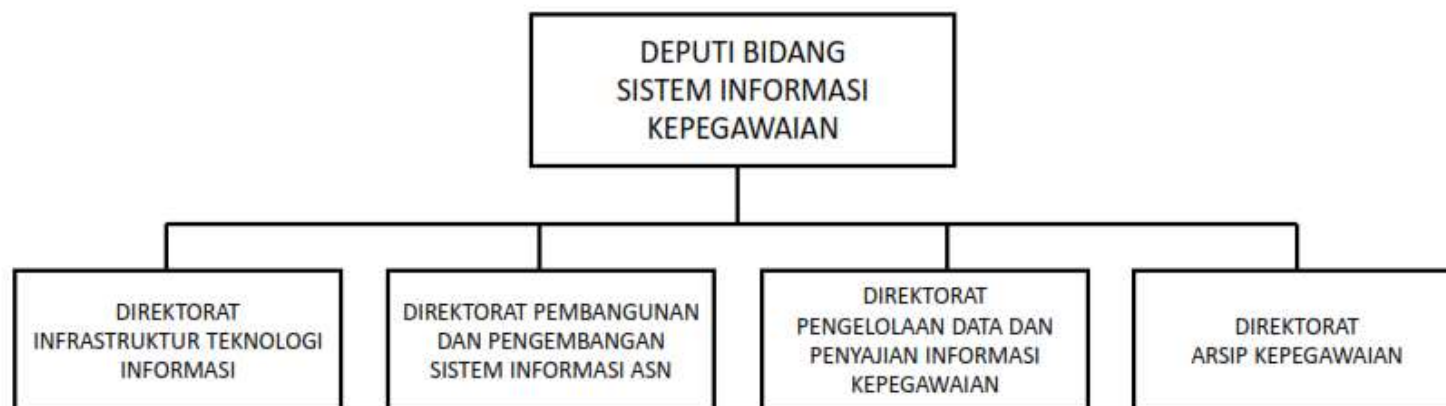 DEPUTI BIDANG
SISTEM INFORMASI
KEPEGAWAIAN
DIREKTORAT
INFRASTRUKTUR TEKNOLOGI
INFORMASI
DIREKTORAT PEMBANGUNAN
DAN PENGEMBANGAN
SISTEM INFORMASI ASN
DIREKTORAT
PENGELOLAAN DATA DAN
PENYAJIAN INFORMASI
KEPEGAWAIAN
DIREKTORAT
ARSIP KEPEGAWAIAN